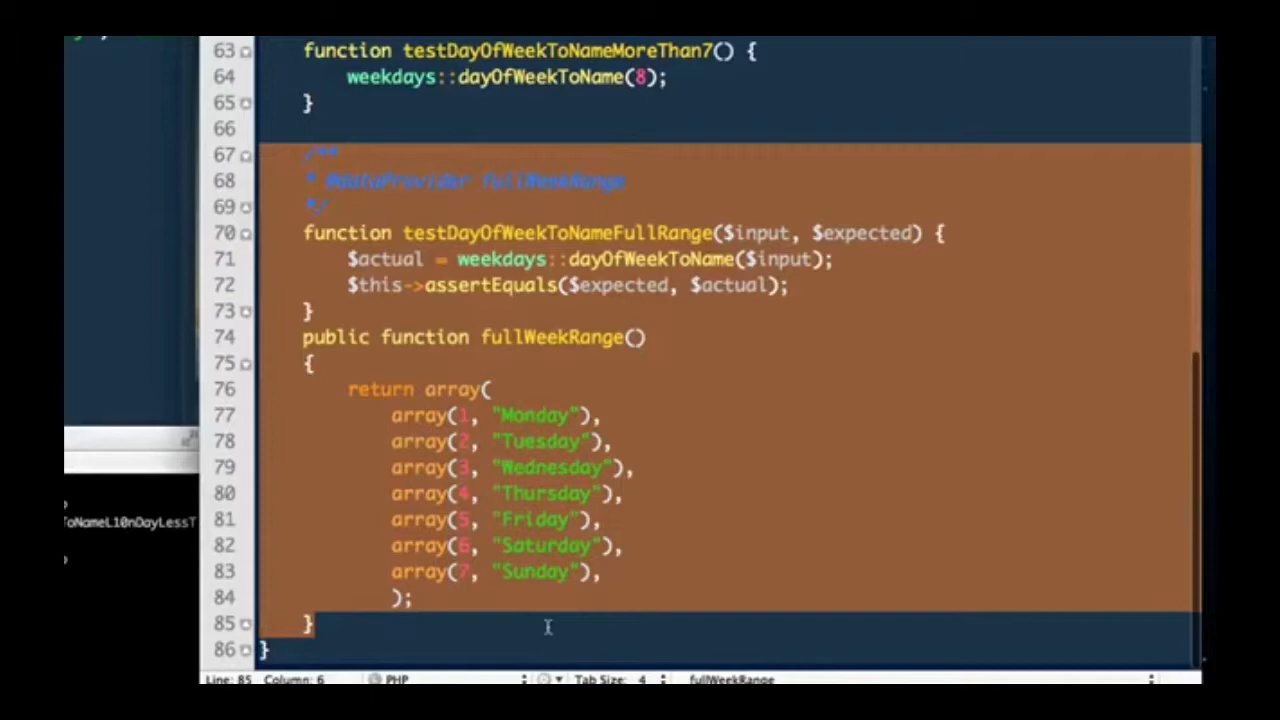 63 function testDayOfWeekToNameMoreThan7() {
64 weekdays::dayOfWeekToName(8);
65 }
66
67 /**
68 * @dataProvider fullWeekRange
69 */
70 function testDayOfWeekToNameFullRange($input, $expected) {
71 $actual = weekdays::dayOfWeekToName($input);
72 $this->assertEquals($expected, $actual);
73 }
74 public function fullWeekRange()
75 {
76 return array(
77 array(1, "Monday"),
78 array(2, "Tuesday"),
79 array(3, "Wednesday"),
80 array(4, "Thursday"),
81 array(5, "Friday"),
82 array(6, "Saturday"),
83 array(7, "Sunday"),
84 );
85 }
86 }
oNameL10nDayLessT
Line: 85 Column: 6 PHP Tab Size: 4 fullWeekRange